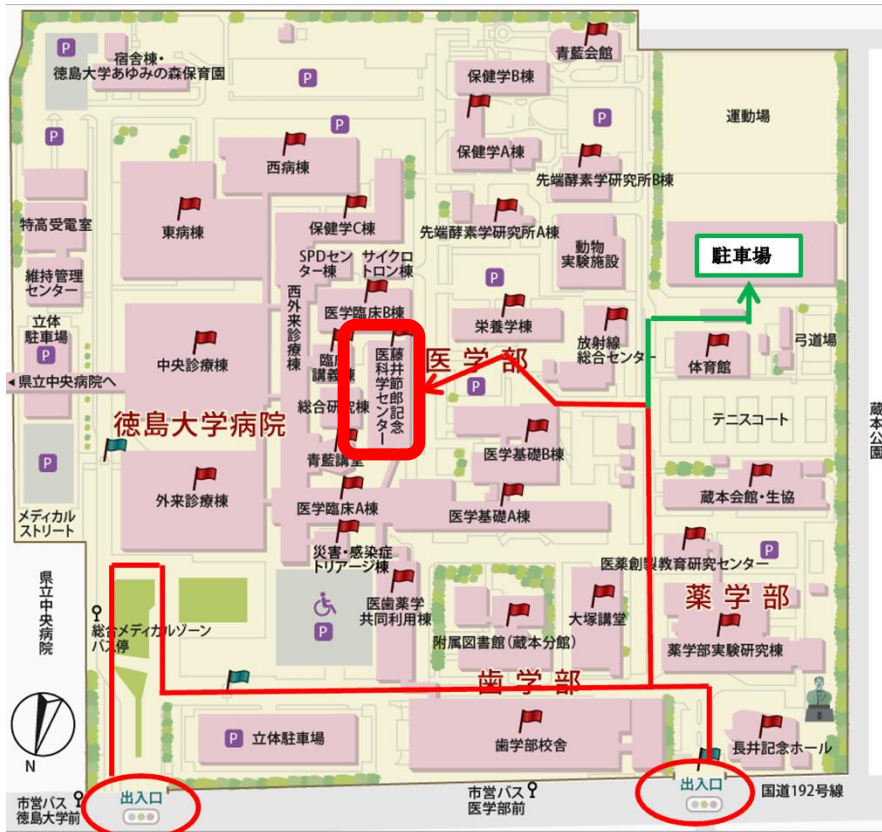 青藍会館
P
宿舎棟・
徳島大学あゆみの森保育園
保健学B棟
P
P
P
P
運動場
西病棟
保健学A棟
先端酵素学研究所B棟
特高受電室
東病棟
保健学C棟
先端酵素学研究所A棟
動物
実験施設
駐車場
SPDセン
ター棟
サイクロ
トロン棟
維持管理
センター
P
西外来診療棟
医学臨床B棟
栄養学棟
放射線
総合センター
弓道場
立体
駐車場
P
中央診療棟
臨床
講義棟
藤井節郎記念
医科学センター
医学部
体育館
県立中央病院へ
P
総合研究棟
テニスコート
蔵本公園
徳島大学病院
青藍講堂
医学基礎B棟
P
外来診療棟
医学臨床A棟
医学基礎A棟
蔵本会館・生協
メディカル
ストリート
災害・感染症
トリアージ棟
医薬創製教育研究センター
P
県立中央病院
医歯薬学
共同利用棟
薬学部
総合メディカルゾーン
バス停
P
附属図書館(蔵本分館)
大塚講堂
薬学部実験研究棟
歯学部
N
P
立体駐車場
歯学部校舎
長井記念ホール
市営バス
徳島大学前
出入口
市営バス
医学部前
出入口
国道192号線